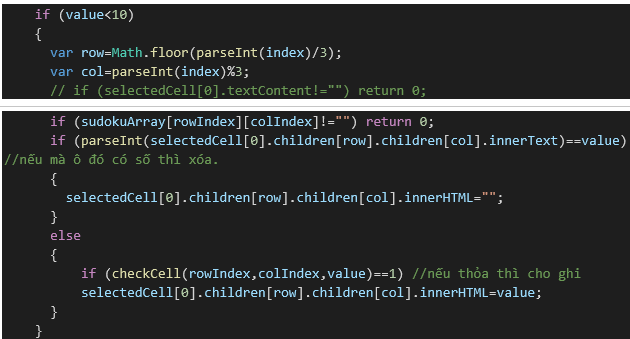 if (value<10)
{
var row=Math.floor(parseInt(index)/3);
var col=parseInt(index)%3;
// if (selectedCell[0].textContent!="") return 0;
if (sudokuArray[rowIndex][colIndex]!="") return 0;
if (parseInt(selectedCell[0].children[row].children[col].innerText)==value)
//nếu mà ô đó có số thì xóa.
{
selectedCell[0].children[row].children[col].innerHTML="";
}
else
{
if (checkCell(rowIndex,colIndex,value)==1) //nếu thỏa thì cho ghi
selectedCell[0].children[row].children[col].innerHTML=value;
}
}